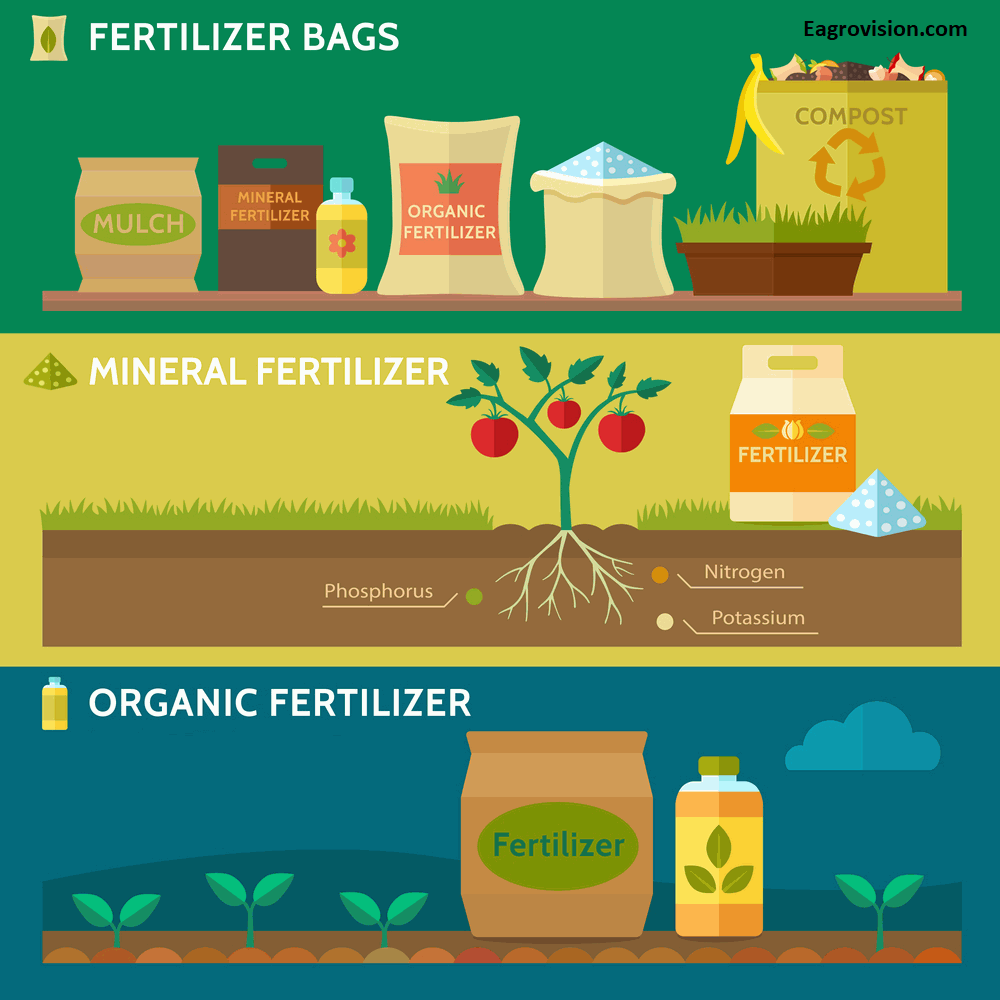 FERTILIZER BAGS
Eagrovision.com
COMPOST
MULCH
MINERAL
FERTILIZER
ORGANIC
FERTILIZER
MINERAL FERTILIZER
FERTILIZER
Phosphorus
Nitrogen
Potassium
ORGANIC FERTILIZER
Fertilizer